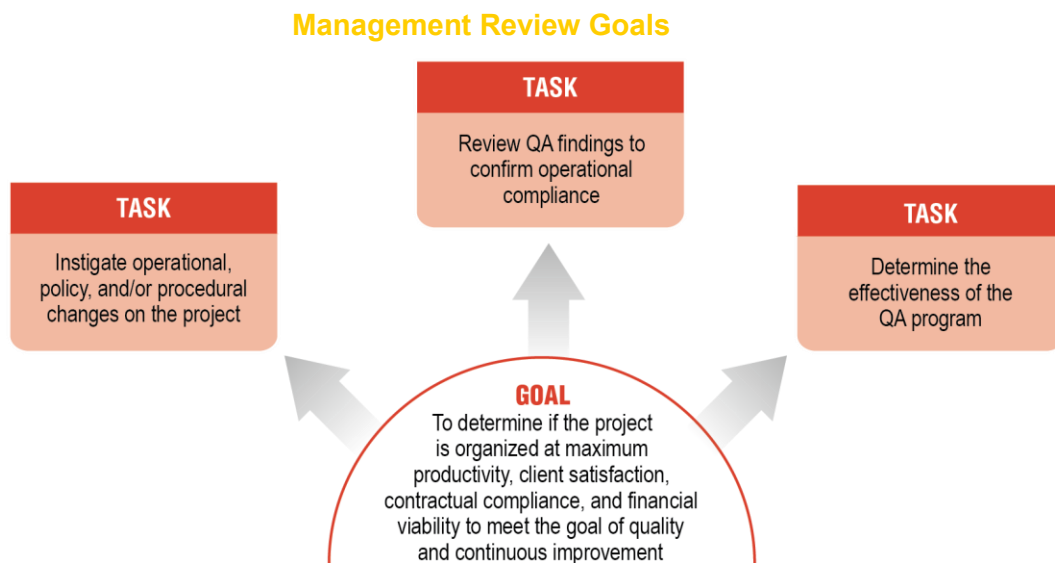 Management Review Goals
TASK
Review QA findings to
confirm operational
compliance
TASK
Instigate operational,
policy, and/or procedural
changes on the project
TASK
Determine the
effectiveness of the
QA program
GOAL
To determine if the project
is organized at maximum
productivity, client satisfaction,
contractual compliance, and financial
viability to meet the goal of quality
and continuous improvement